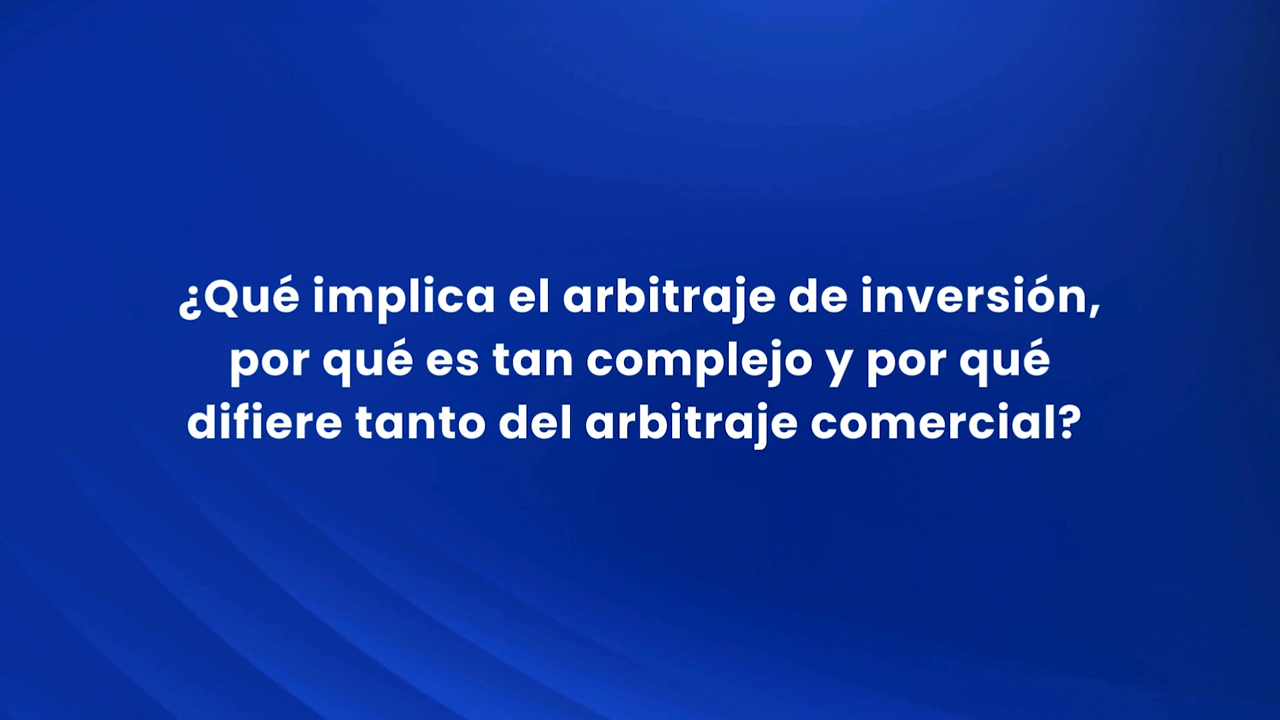 ¿Qué implica el arbitraje de inversión,
por qué es tan complejo y por qué
difiere tanto del arbitraje comercial?